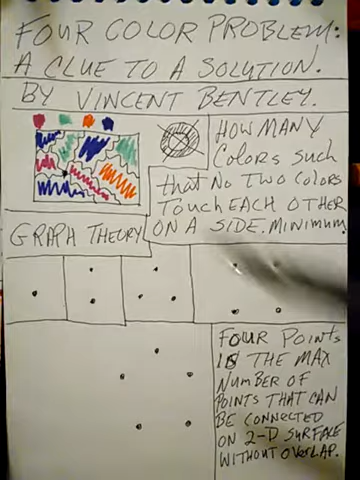 FOUR COLOR PROBLEM:
A CLUE TO A SOLUTION.
BY VINCENT BENTLEY.
HOW MANY
Colors such
that No Two Colors
Touch EACH OTHER
ON A SIDE. Minimum.
GRAPH THEORY
FOUR Points
IS THE MAX
NumBER OF
POINTS THAT CAN
BE CONNECTED
ON 2-D SURFACE
WITHOUT OVERLAP.